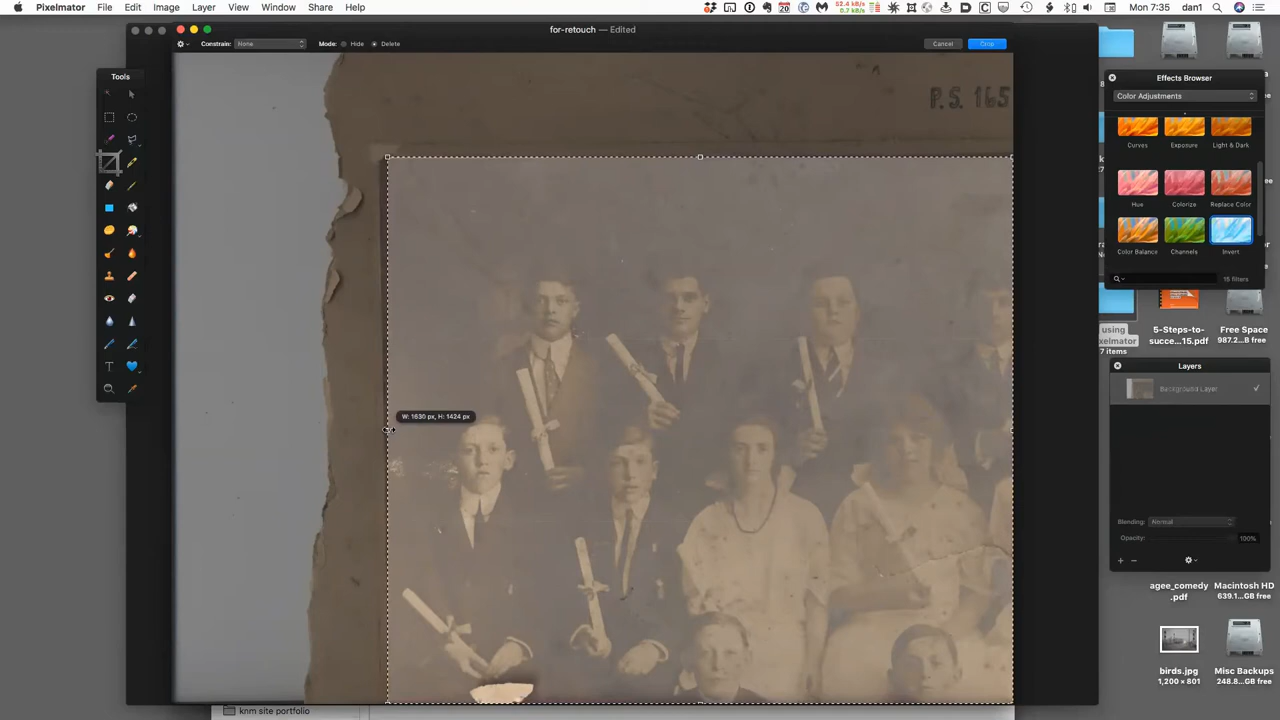 Pixelmator File Edit Image Layer View Window Share Help
Mon 7:35 dan1
for-retouch — Edited
Constrain: None Mode: Hide Delete Cancel Crop
Tools
Effects Browser
Color Adjustments
Curves Exposure Light & Dark
Hue Colorize Replace Color
Color Balance Channels Invert
P.S. 165
W: 1630 px, H: 1424 px
using
7 items
5-Steps-to-
succe...15.pdf
Free Space
Layers
Background Layer
Blending: Normal
Opacity: 100%
agee_comedy
.pdf
Macintosh HD
birds.jpg
1,200 × 801
Misc Backups
knm site portfolio